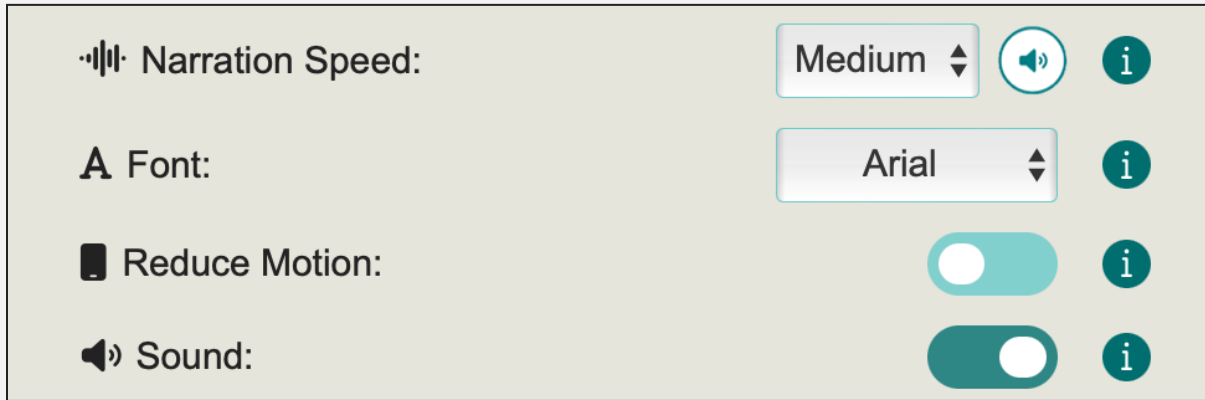 Narration Speed: Medium i
A Font: Arial i
Reduce Motion: i
Sound: i